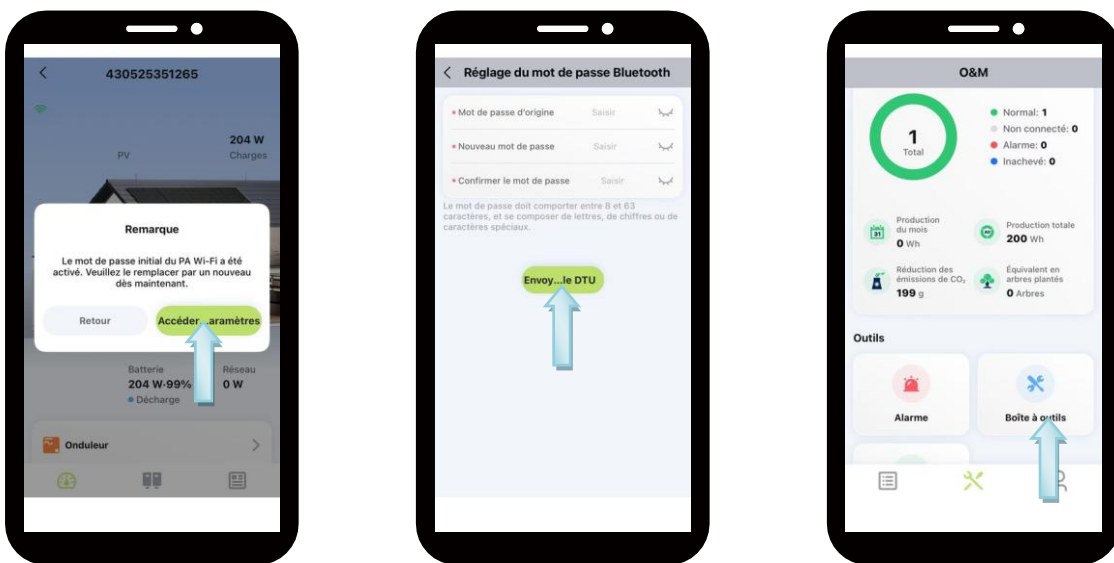 430525351265
204 W
PV
Charges
Remarque
Le mot de passe initial du PA Wi-Fi a été
activé. Veuillez le remplacer par un nouveau
dès maintenant.
Retour
Accéder...aramètres
Batterie
Réseau
204 W·99%
0 W
Décharge
Onduleur
Réglage du mot de passe Bluetooth
* Mot de passe d'origine
Saisir
* Nouveau mot de passe
Saisir
* Confirmer le mot de passe
Saisir
Le mot de passe doit comporter entre 8 et 63
caractères, et se composer de lettres, de chiffres ou de
caractères spéciaux.
Envoy...le DTU
O&M
1
Total
Normal: 1
Non connecté: 0
Alarme: 0
Inachevé: 0
31
Production
du mois
0 Wh
Production totale
200 Wh
Réduction des
émissions de CO₂
199 g
Équivalent en
arbres plantés
0 Arbres
Outils
Alarme
Boîte à outils